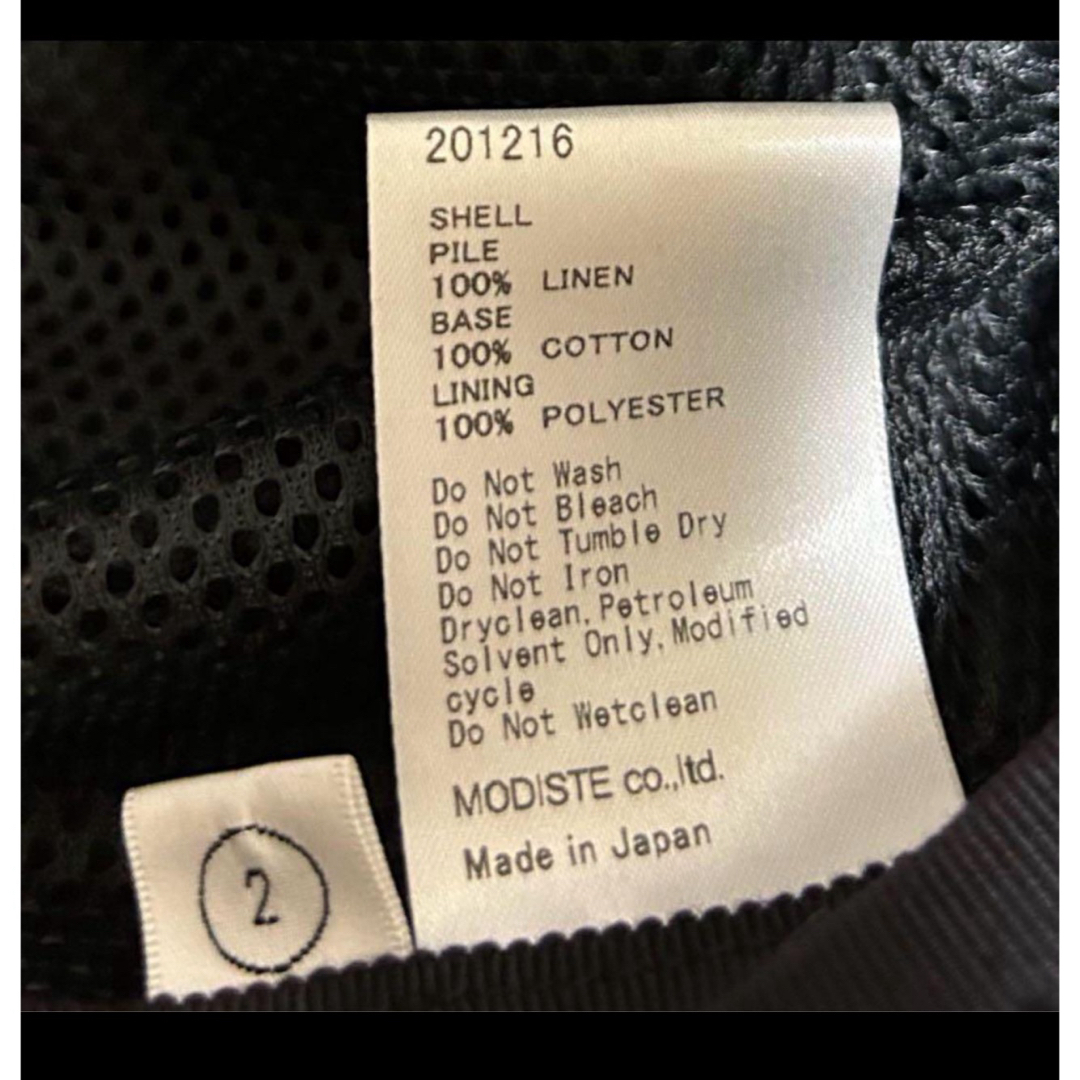 201216
SHELL
PILE
100% LINEN
BASE
100% COTTON
LINING
100% POLYESTER
Do Not Wash
Do Not Bleach
Do Not Tumble Dry
Do Not Iron
Dryclean,Petroleum
Solvent Only,Modified
cycle
Do Not Wetclean
MODISTE co.,ltd.
Made in Japan
2